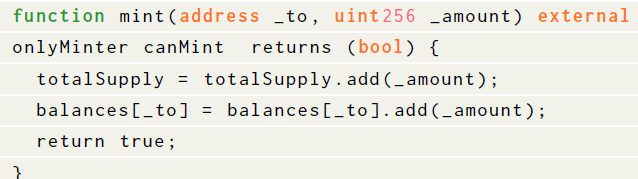 function mint(address _to, uint256 _amount) external
onlyMinter canMint  returns (bool) {
  totalSupply = totalSupply.add(_amount);
  balances[_to] = balances[_to].add(_amount);
  return true;
}